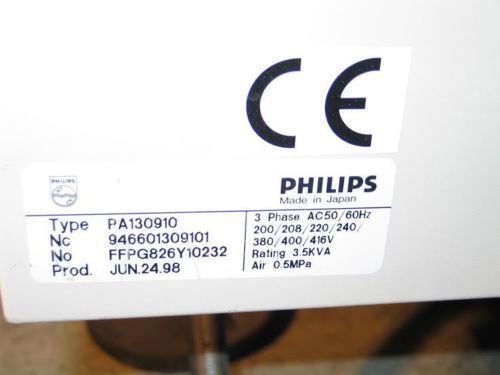 CE
PHILIPS
PHILIPS
Made in Japan
Type PA130910
Nc 946601309101
No FFPG826Y10232
Prod. JUN.24.98
3 Phase AC50/60Hz
200/208/220/240/
380/400/416V
Rating 3.5KVA
Air 0.5MPa